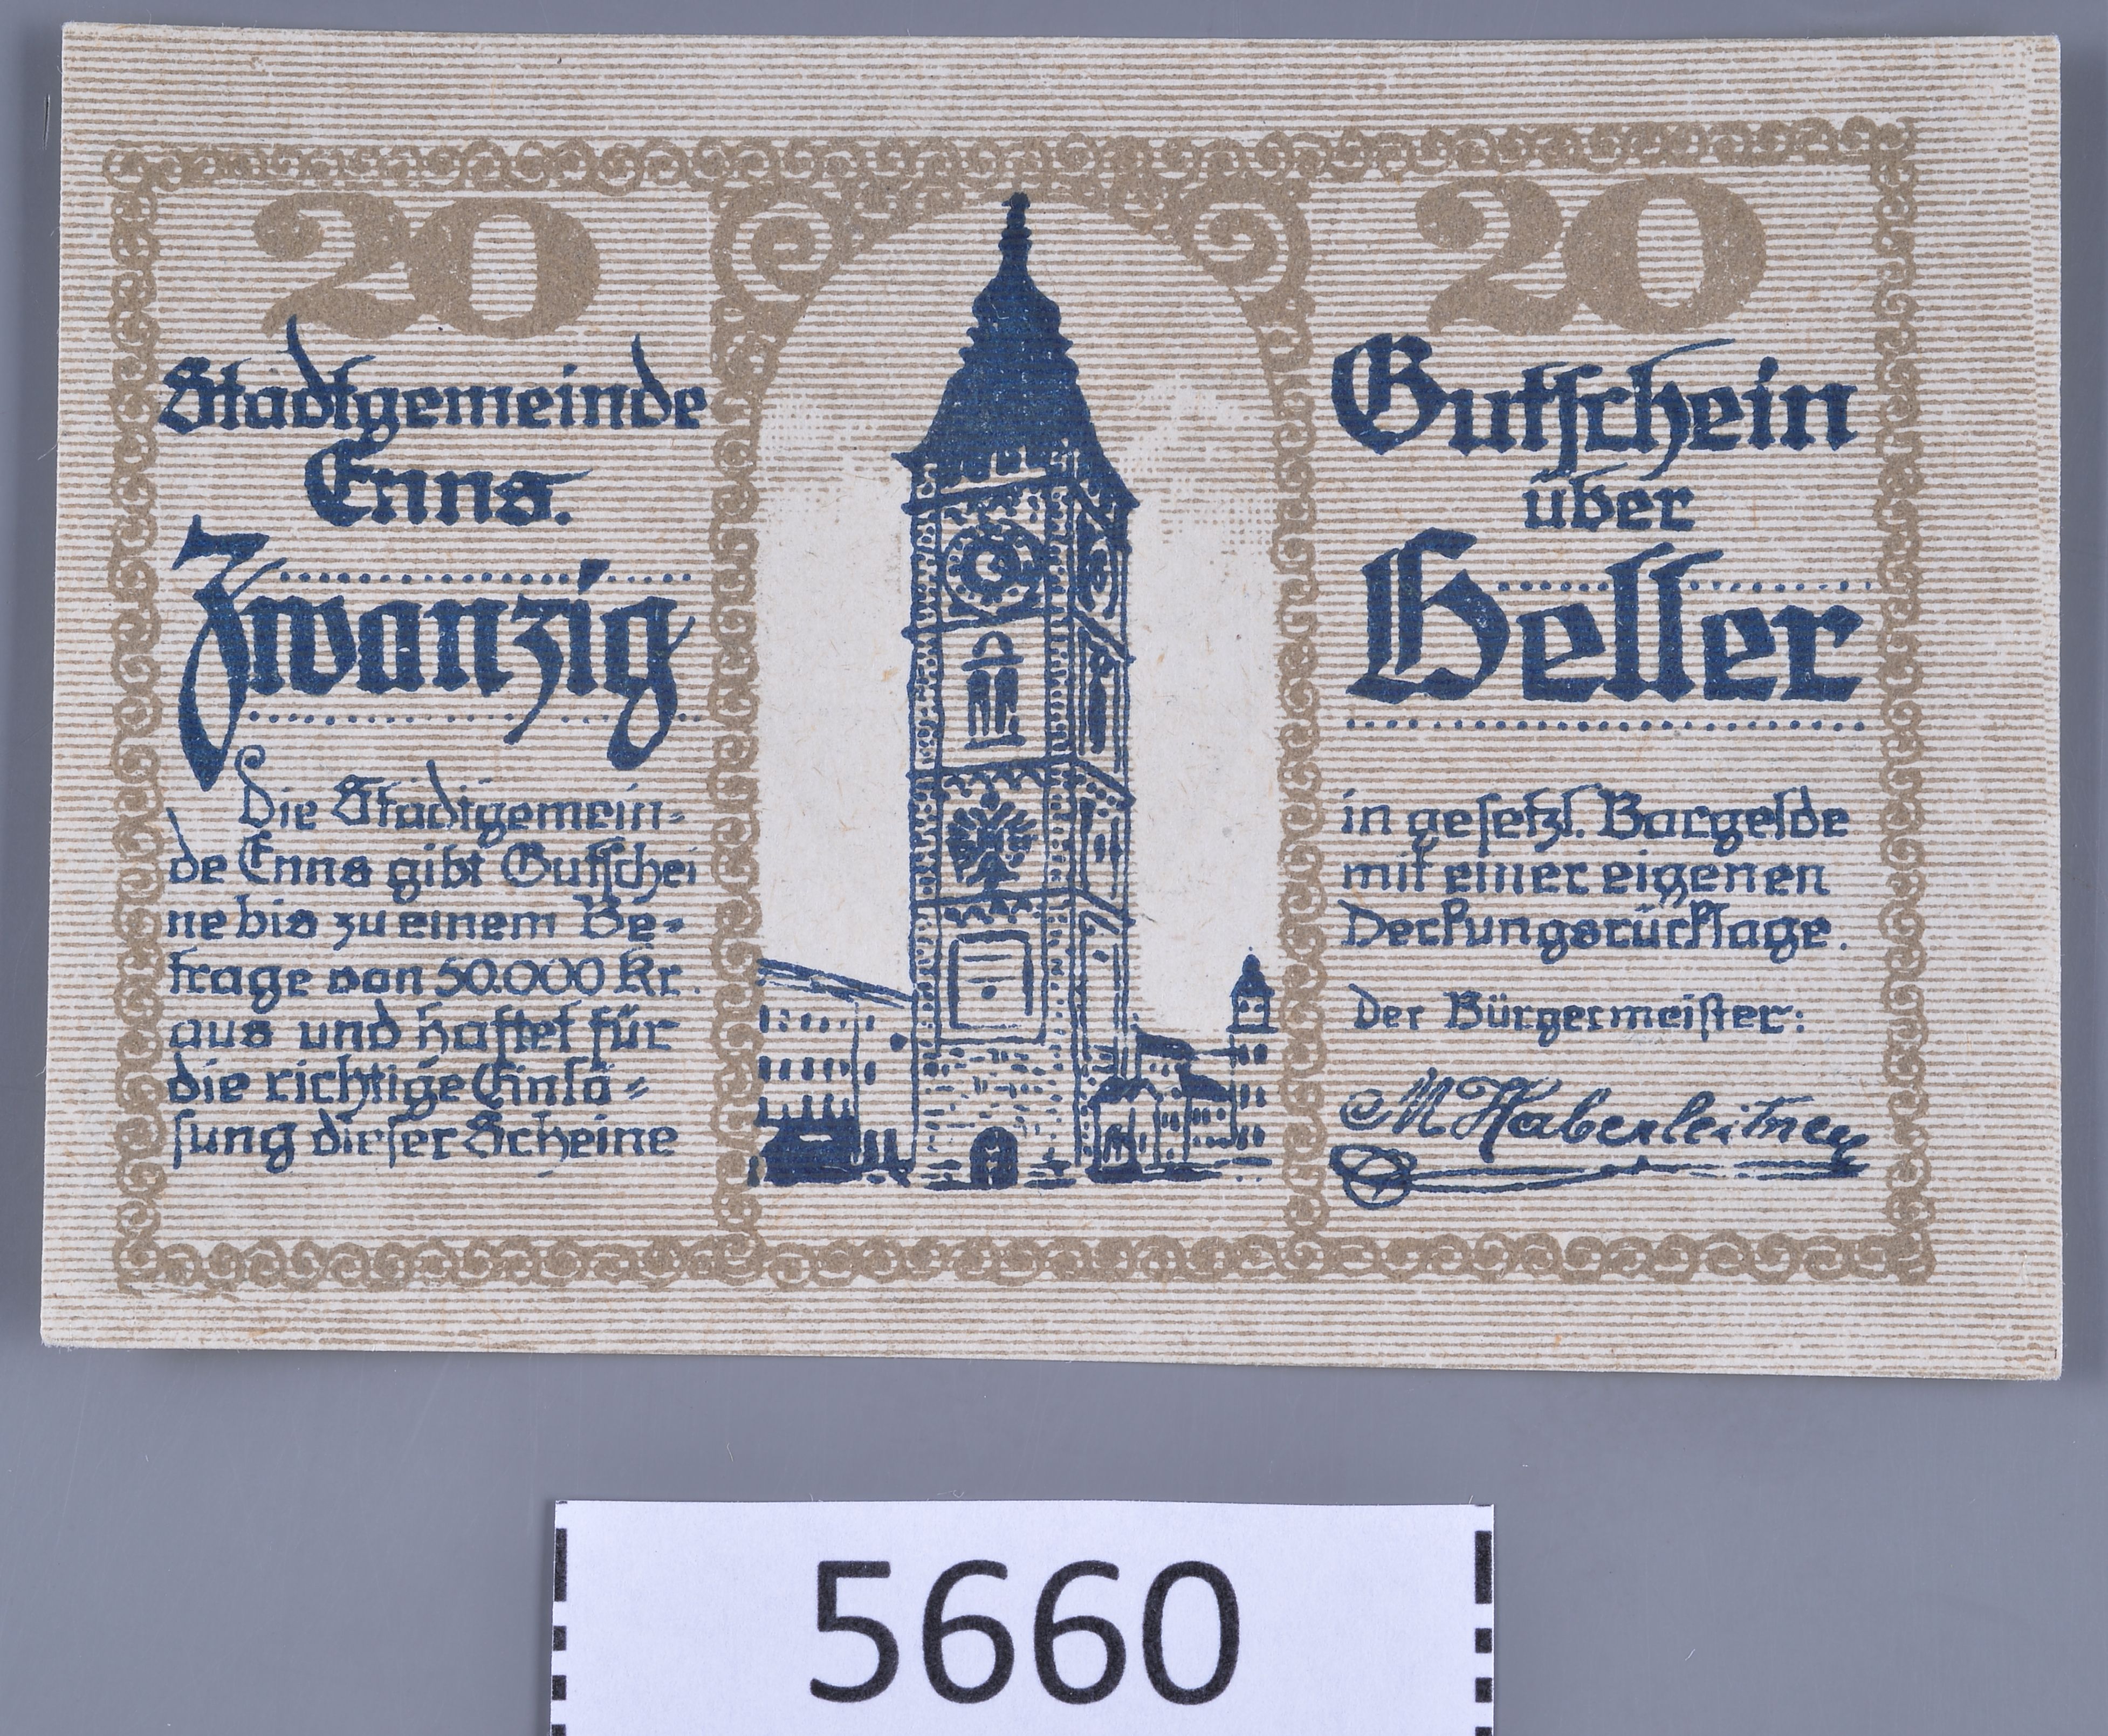 20
Stadtgemeinde
Enns.
Zwanzig
Die Stadtgemein-
de Enns gibt Gutschei
ne bis zu einem Be-
trage von 50.000 Kr.
aus und haftet für
die richtige Einlö-
sung dieser Scheine
20
Gutschein
über
Heller
in gesetzl. Bargelde
mit einer eigenen
Deckungsrücklage.
Der Bürgermeister:
M Haberleitner
5660